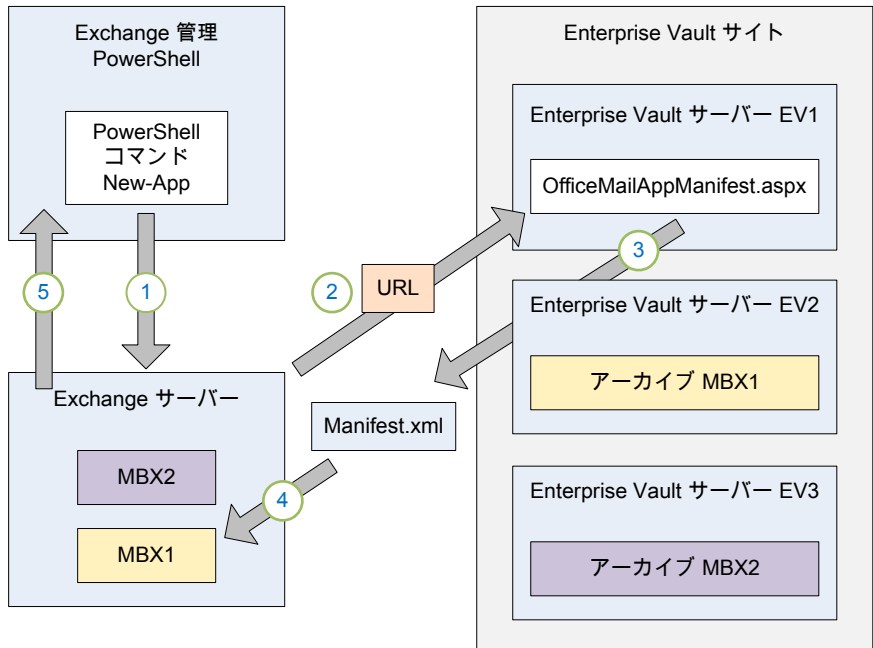 Exchange 管理
PowerShell
PowerShell
コマンド
New-App
5
1
2
URL
Exchange サーバー
MBX2
MBX1
Manifest.xml
4
Enterprise Vault サイト
Enterprise Vault サーバー EV1
OfficeMailAppManifest.aspx
3
Enterprise Vault サーバー EV2
アーカイブ MBX1
Enterprise Vault サーバー EV3
アーカイブ MBX2